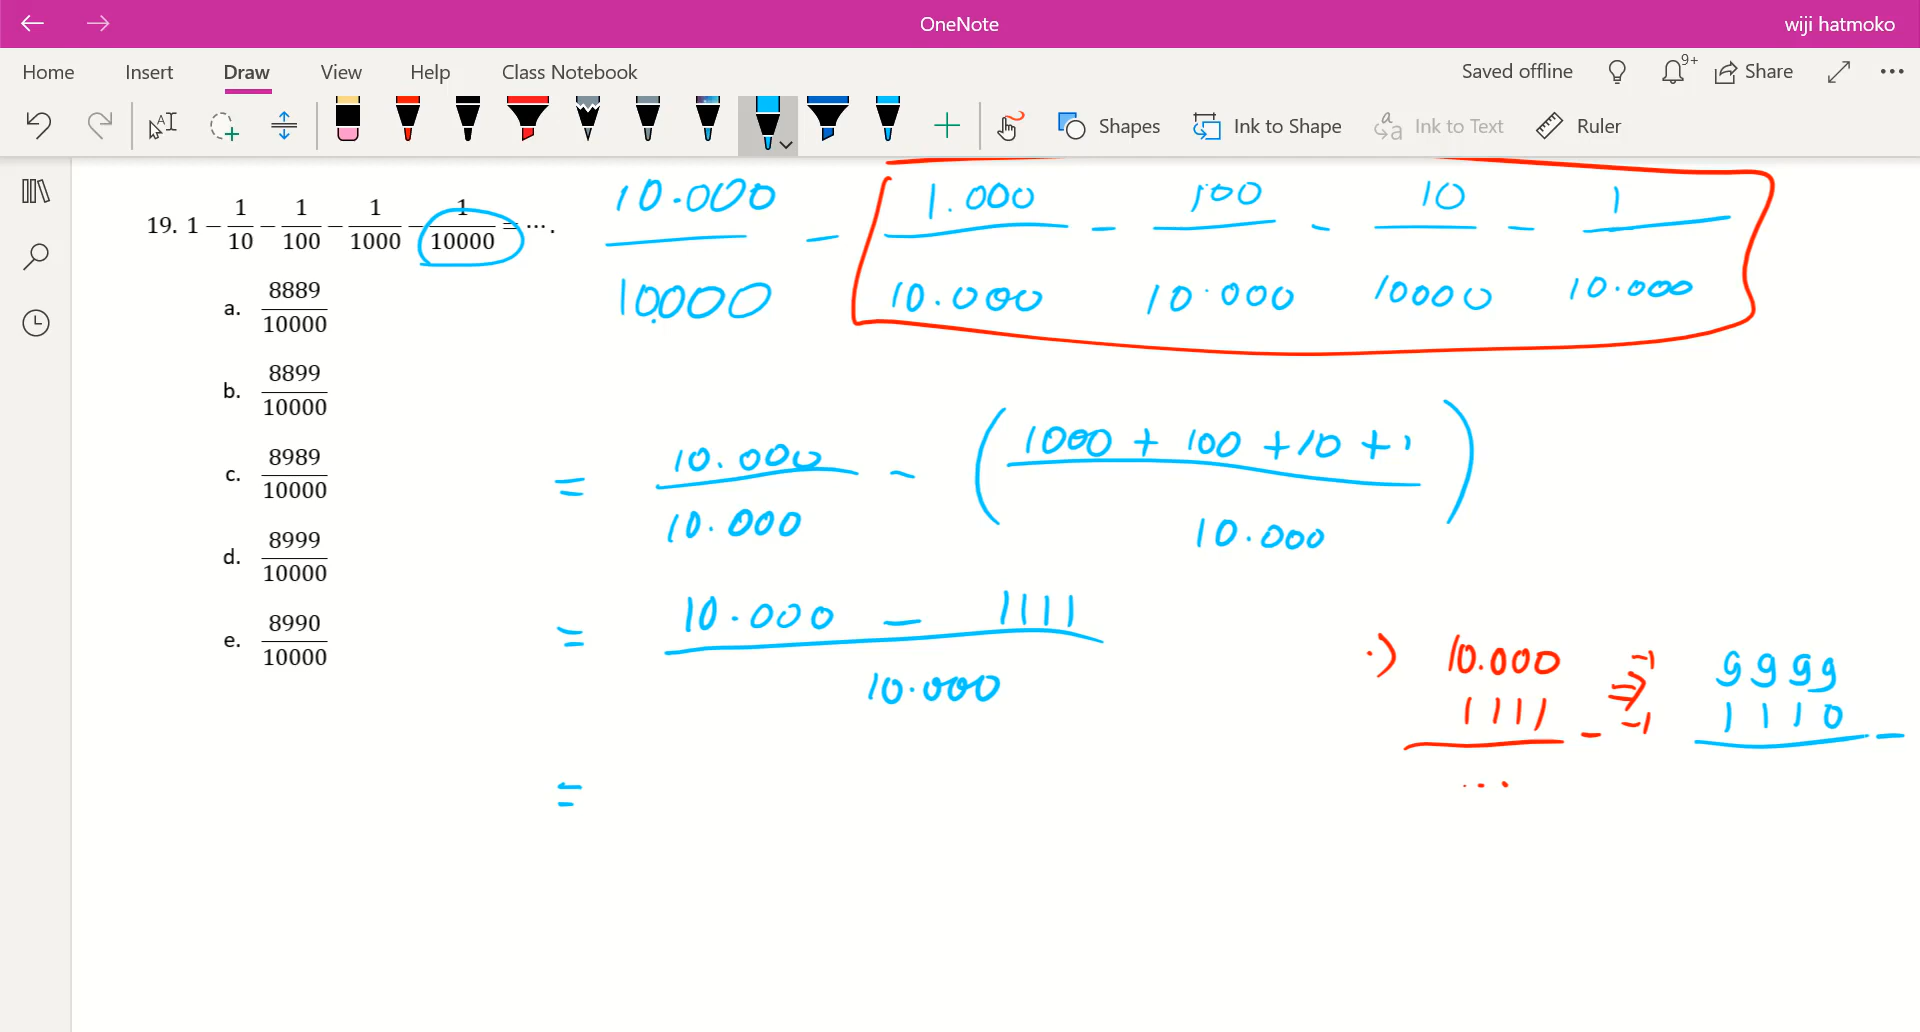 OneNote
wiji hatmoko
Home Insert Draw View Help Class Notebook
Saved offline 9+ Share
Shapes Ink to Shape Ink to Text Ruler
19. 1 − 1/10 − 1/100 − 1/1000 − 1/10000 = ⋯.
a. 8889/10000
b. 8899/10000
c. 8989/10000
d. 8999/10000
e. 8990/10000
10.000/10000 − 1.000/10.000 − 100/10.000 − 10/10000 − 1/10.000
= 10.000/10.000 − (1000 + 100 + 10 + 1/10.000)
= 10.000 − 1111/10.000
·) 10.000 −1 9999
1111 − ⇒ −1 1110 −
...
=